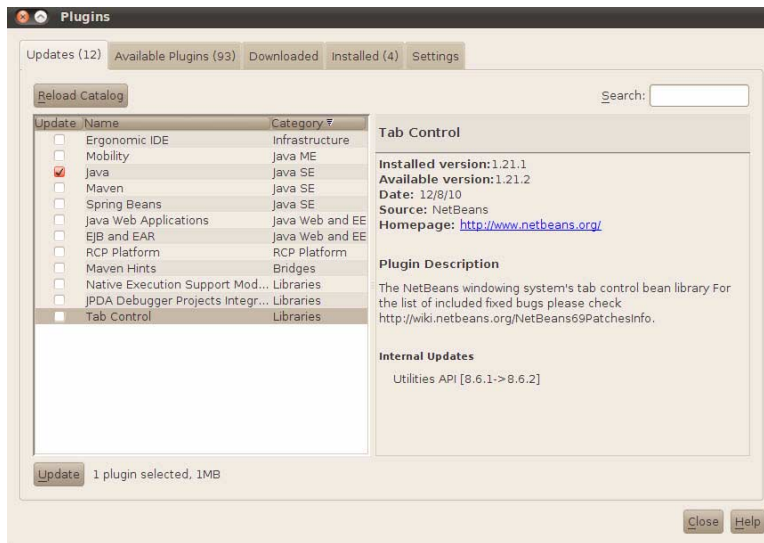 Plugins
Updates (12) Available Plugins (93) Downloaded Installed (4) Settings
Reload Catalog Search:
Update Name Category
Ergonomic IDE Infrastructure
Mobility Java ME
Java Java SE
Maven Java SE
Spring Beans Java SE
Java Web Applications Java Web and EE
EJB and EAR Java Web and EE
RCP Platform RCP Platform
Maven Hints Bridges
Native Execution Support Mod... Libraries
JPDA Debugger Projects Integr... Libraries
Tab Control Libraries
Tab Control
Installed version:1.21.1
Available version:1.21.2
Date: 12/8/10
Source: NetBeans
Homepage: http://www.netbeans.org/
Plugin Description
The NetBeans windowing system's tab control bean library For
the list of included fixed bugs please check
http://wiki.netbeans.org/NetBeans69PatchesInfo.
Internal Updates
Utilities API [8.6.1->8.6.2]
Update 1 plugin selected, 1MB
Close Help